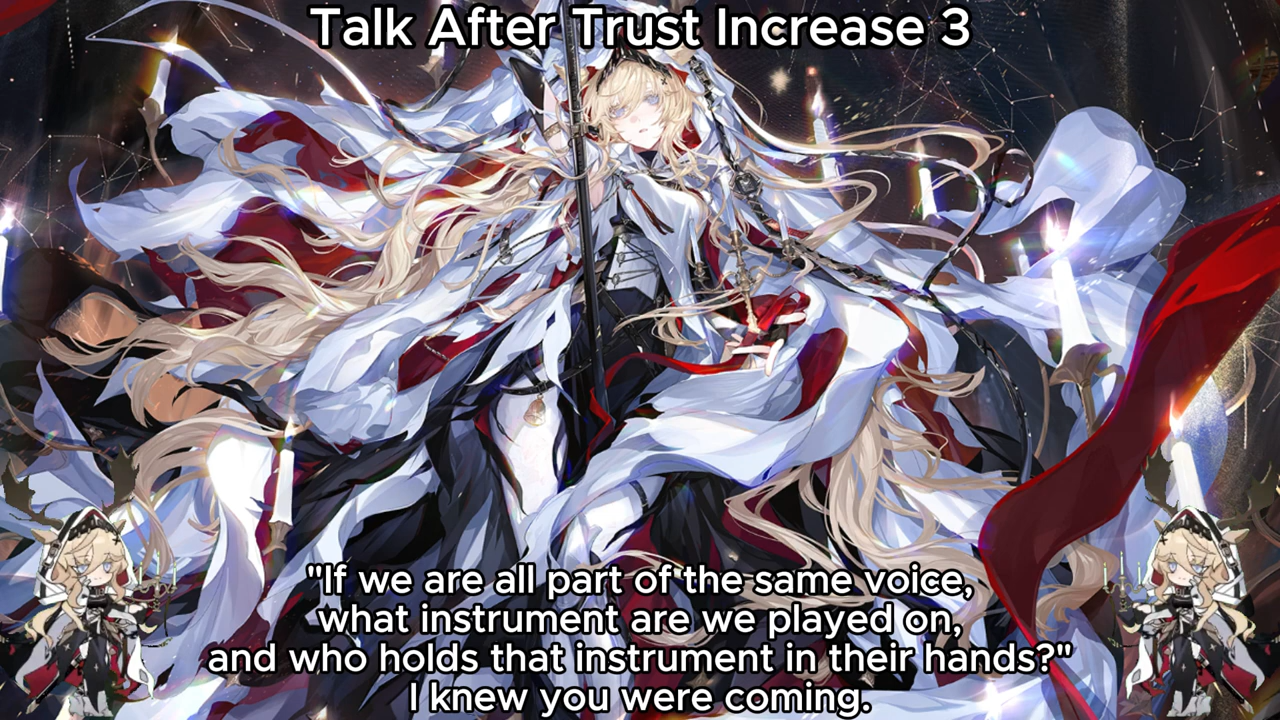 Talk After Trust Increase 3
"If we are all part of the same voice,
what instrument are we played on,
and who holds that instrument in their hands?"
I knew you were coming.